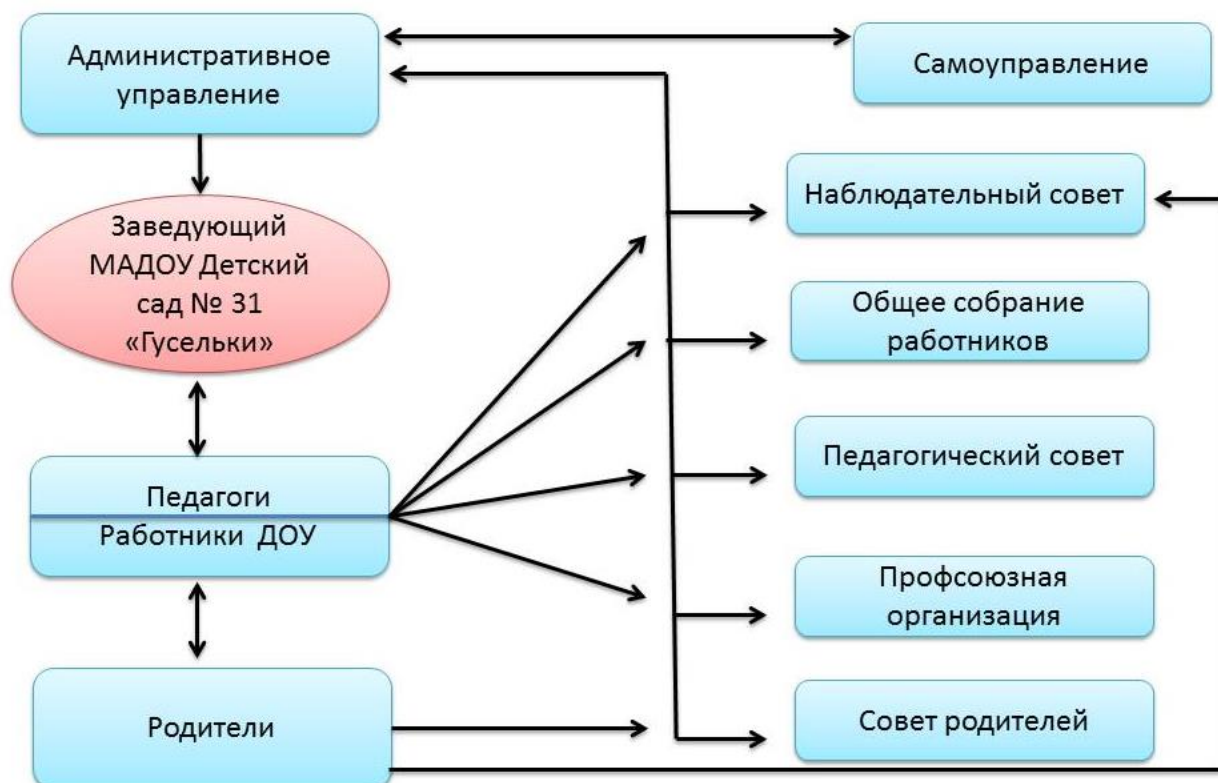 Административное
управление
Самоуправление
Заведующий
МАДОУ Детский
сад № 31
«Гусельки»
Наблюдательный совет
Общее собрание
работников
Педагоги
Работники ДОУ
Педагогический совет
Профсоюзная
организация
Родители
Совет родителей